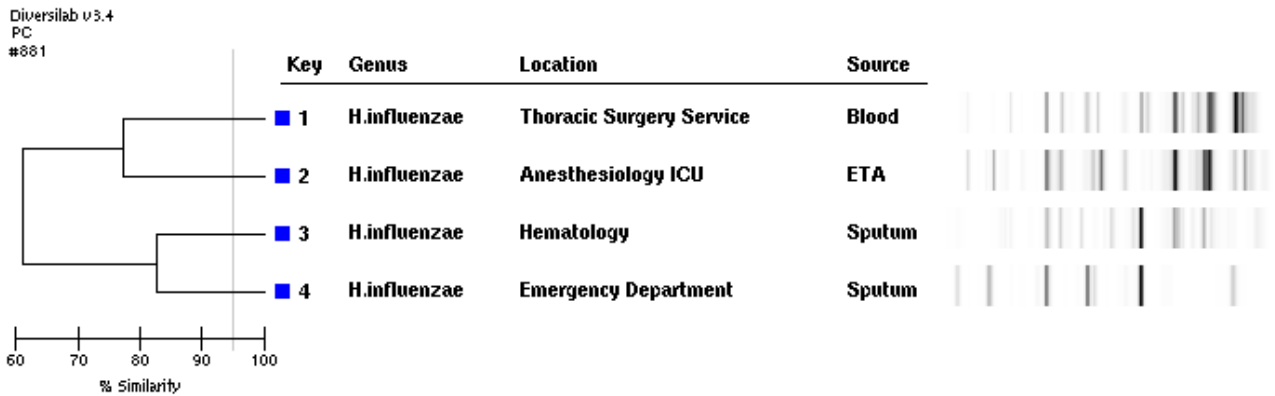 Diversilab v3.4
PC
#881
Key Genus Location Source
1 H.influenzae Thoracic Surgery Service Blood
2 H.influenzae Anesthesiology ICU ETA
3 H.influenzae Hematology Sputum
4 H.influenzae Emergency Department Sputum
60 70 80 90 100
% Similarity